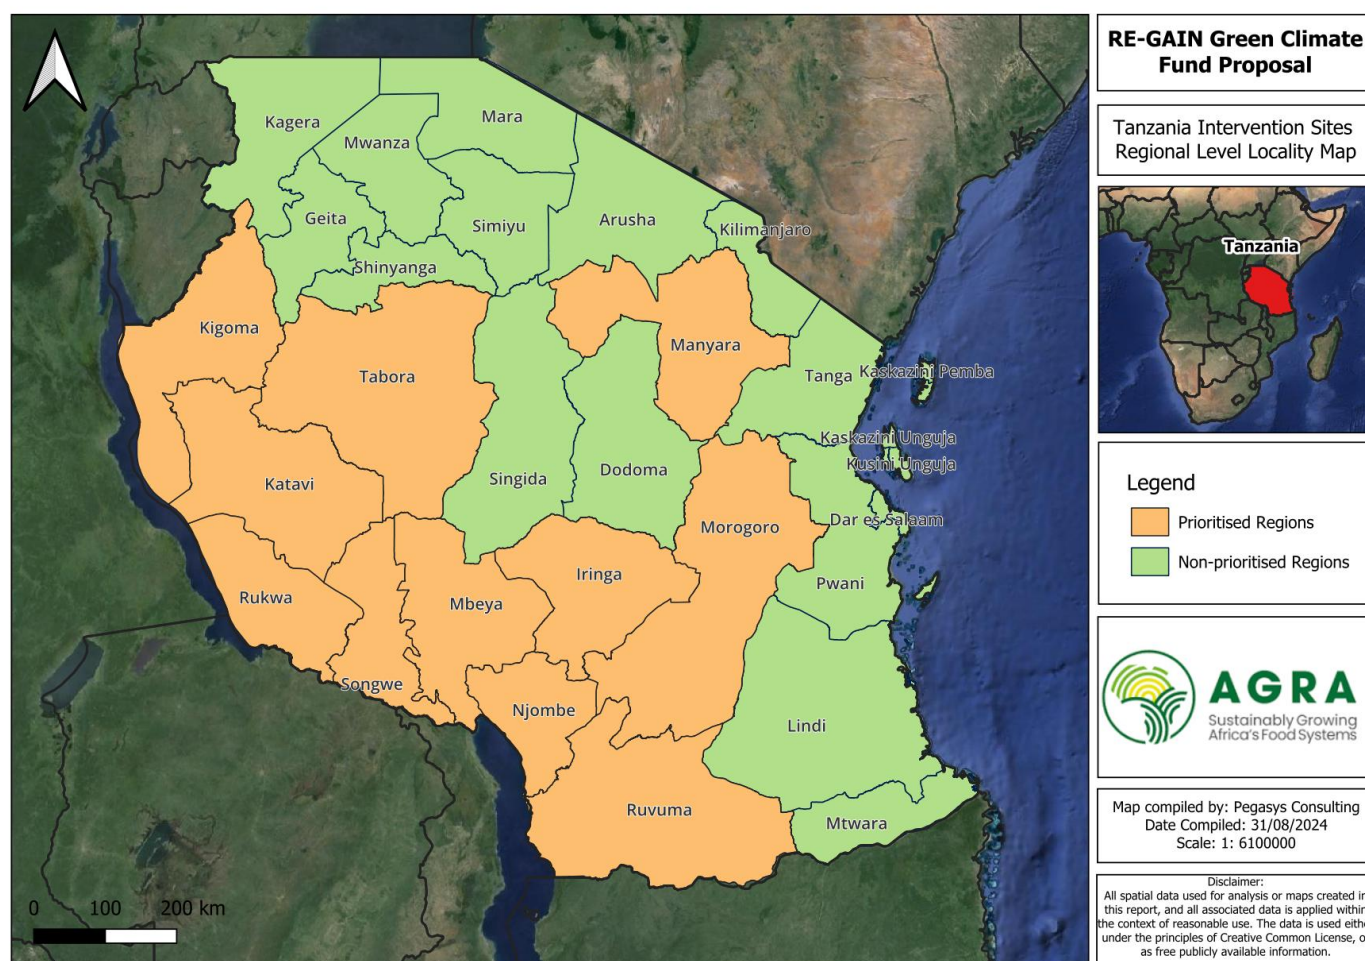 RE-GAIN Green Climate
Fund Proposal
Tanzania Intervention Sites
Regional Level Locality Map
Tanzania
Legend
Prioritised Regions
Non-prioritised Regions
AGRA
Sustainably Growing
Africa's Food Systems
Map compiled by: Pegasys Consulting
Date Compiled: 31/08/2024
Scale: 1: 6100000
Disclaimer:
All spatial data used for analysis or maps created in
this report, and all associated data is applied within
the context of reasonable use. The data is used eithe
under the principles of Creative Common License, o
as free publicly available information.
Kagera
Mwanza
Mara
Geita
Simiyu
Arusha
Kilimanjaro
Shinyanga
Kigoma
Tabora
Manyara
Tanga
Kaskazini Pemba
Kaskazini Unguja
Kusini Unguja
Katavi
Singida
Dodoma
Morogoro
Dar es Salaam
Pwani
Rukwa
Mbeya
Iringa
Songwe
Njombe
Lindi
Ruvuma
Mtwara
0 100 200 km